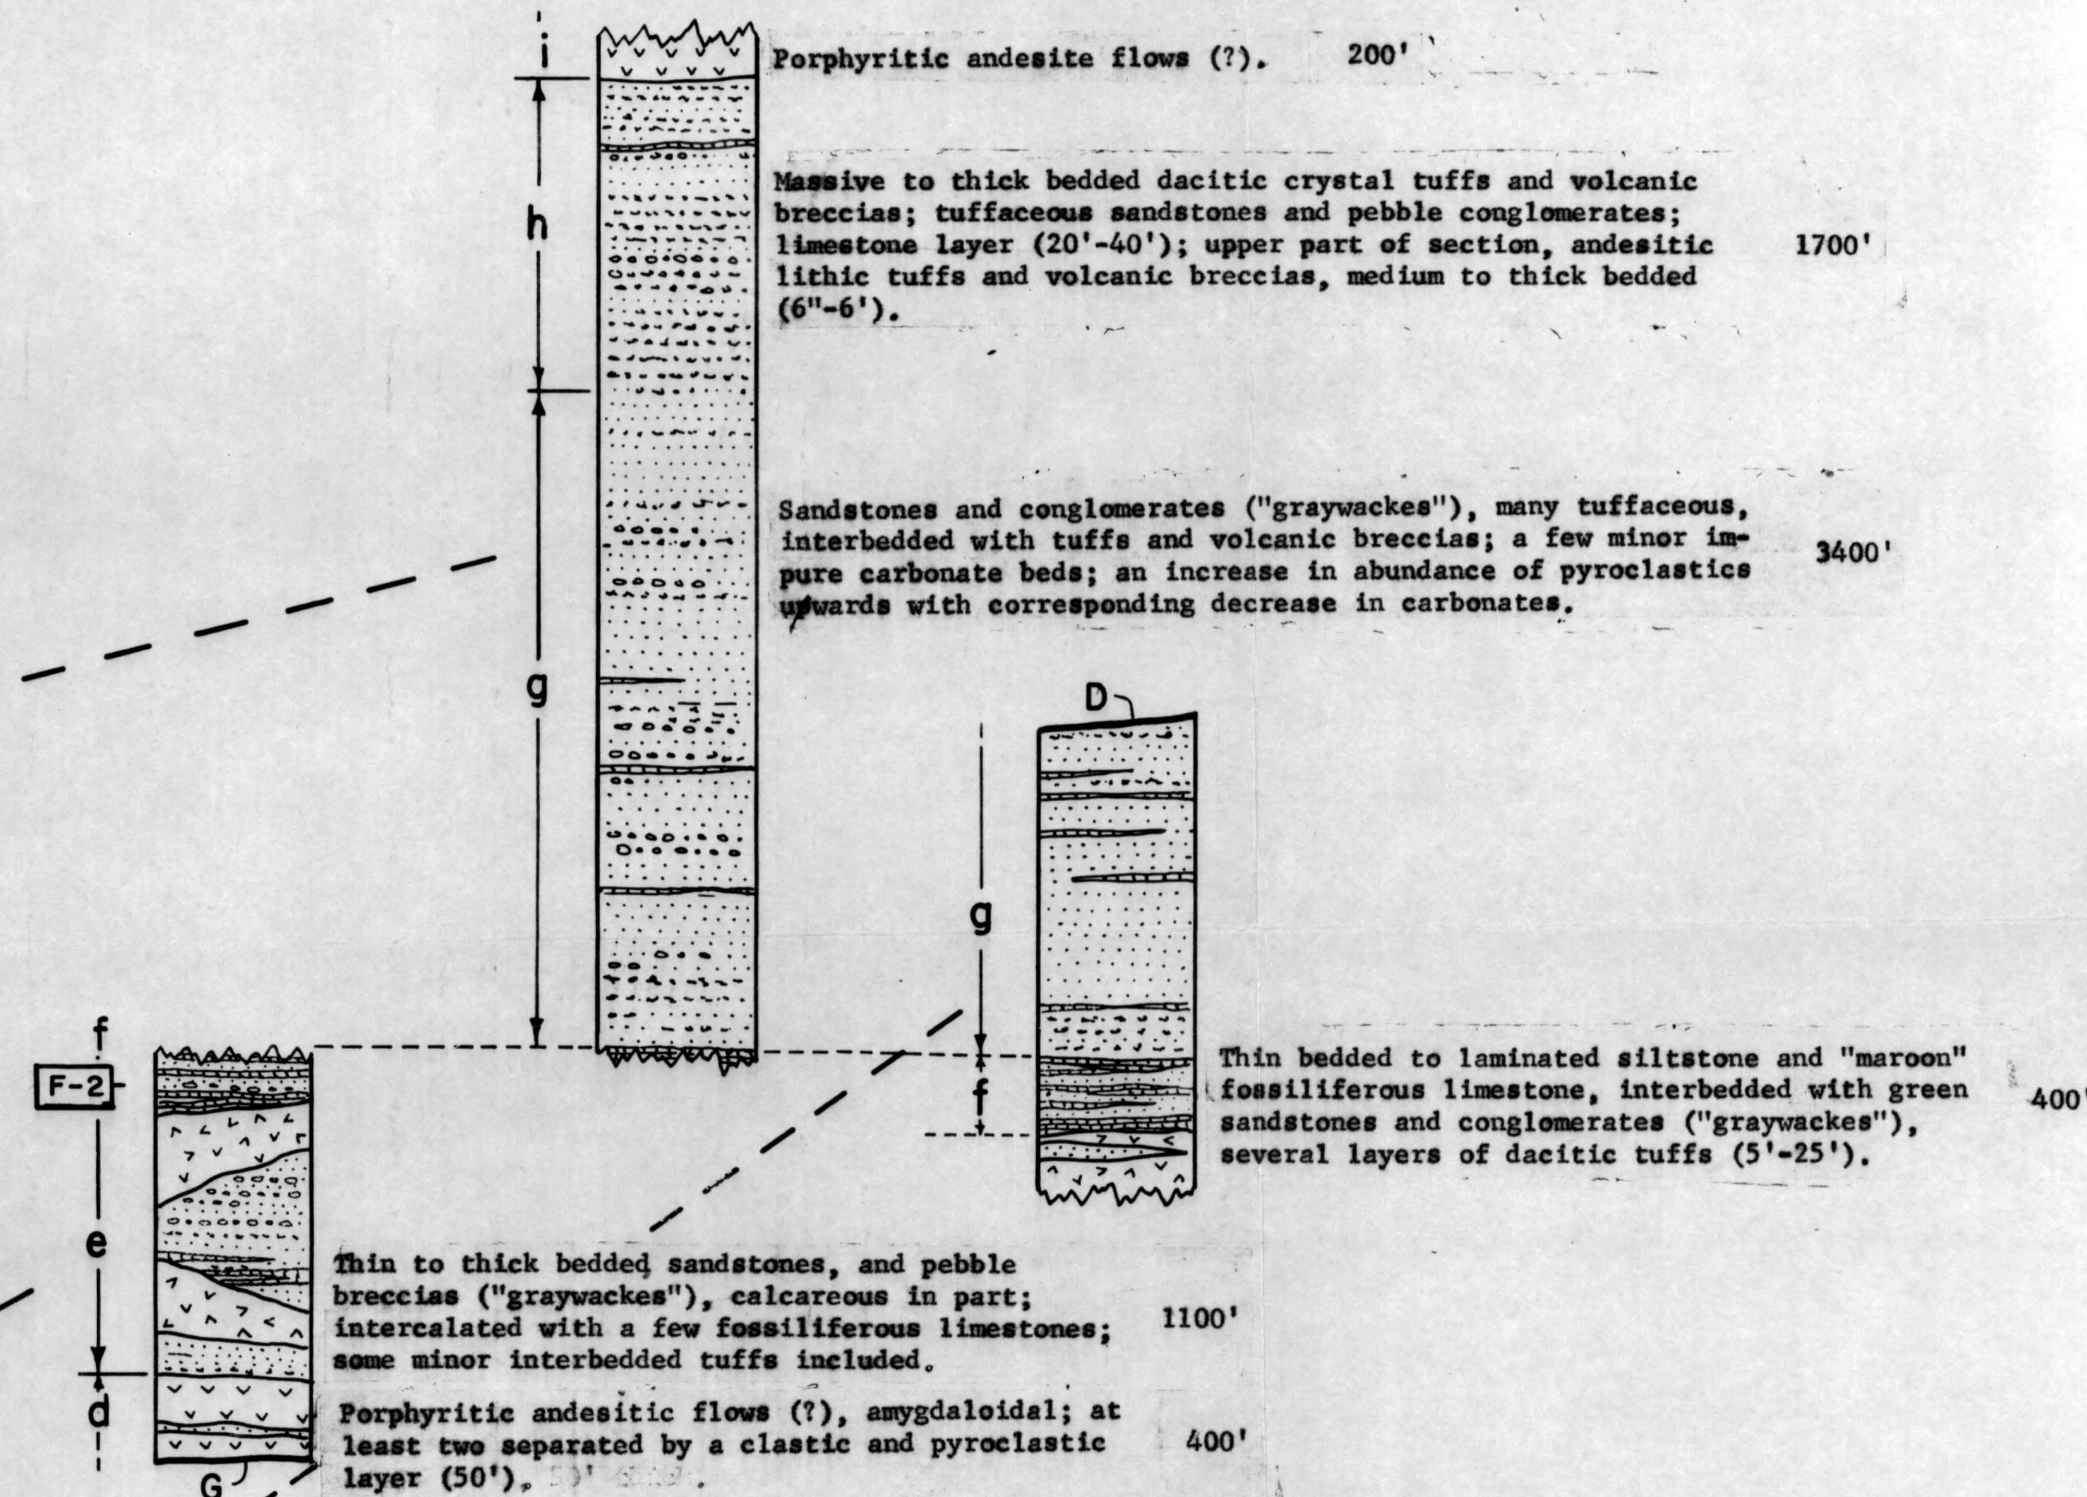 i
Porphyritic andesite flows (?). 200'
h
Massive to thick bedded dacitic crystal tuffs and volcanic
breccias; tuffaceous sandstones and pebble conglomerates;
limestone layer (20'-40'); upper part of section, andesitic
lithic tuffs and volcanic breccias, medium to thick bedded
(6"-6').
1700'
g
Sandstones and conglomerates ("graywackes"), many tuffaceous,
interbedded with tuffs and volcanic breccias; a few minor im-
pure carbonate beds; an increase in abundance of pyroclastics
upwards with corresponding decrease in carbonates.
3400'
D
g
f
Thin bedded to laminated siltstone and "maroon"
fossiliferous limestone, interbedded with green
sandstones and conglomerates ("graywackes"),
several layers of dacitic tuffs (5'-25').
400'
f
F-2
e
Thin to thick bedded sandstones, and pebble
breccias ("graywackes"), calcareous in part;
intercalated with a few fossiliferous limestones;
some minor interbedded tuffs included.
1100'
d
Porphyritic andesitic flows (?), amygdaloidal; at
least two separated by a clastic and pyroclastic
layer (50').
400'
G